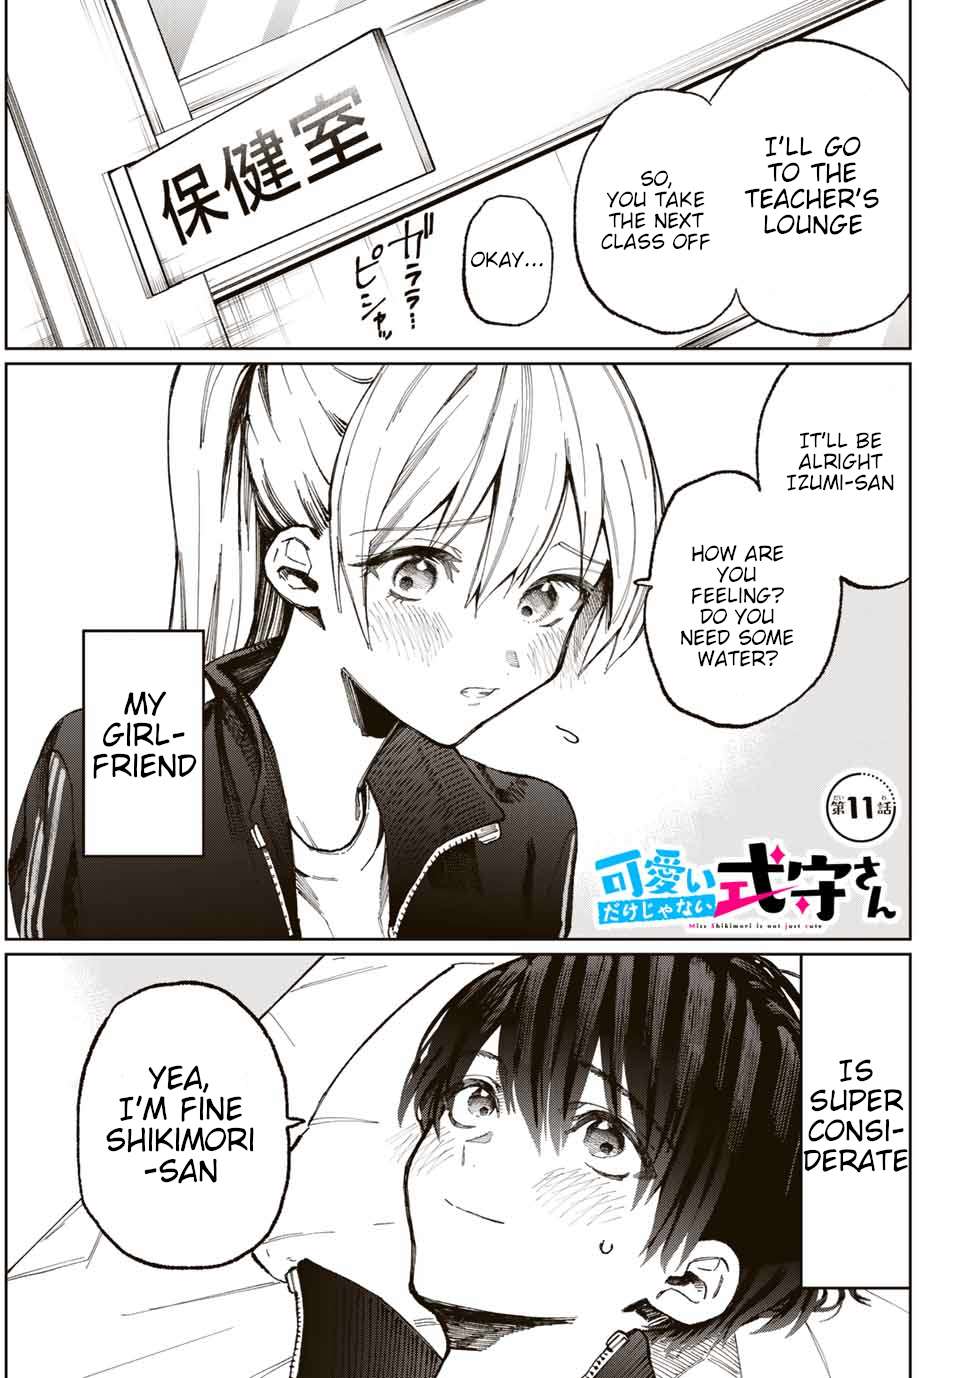 保健室
I'LL GO
TO THE
TEACHER'S
LOUNGE
SO,
YOU TAKE
THE NEXT
CLASS OFF
OKAY...
ガララ…
ピシャッ
IT'LL BE
ALRIGHT
IZUMI-SAN
HOW ARE
YOU
FEELING?
DO YOU
NEED SOME
WATER?
MY
GIRL-
FRIEND
第11話
可愛い
だけじゃない
式守さん
Miss Shikimori is not just cute
IS
SUPER
CONSI-
DERATE
YEA,
I'M FINE
SHIKIMORI
-SAN